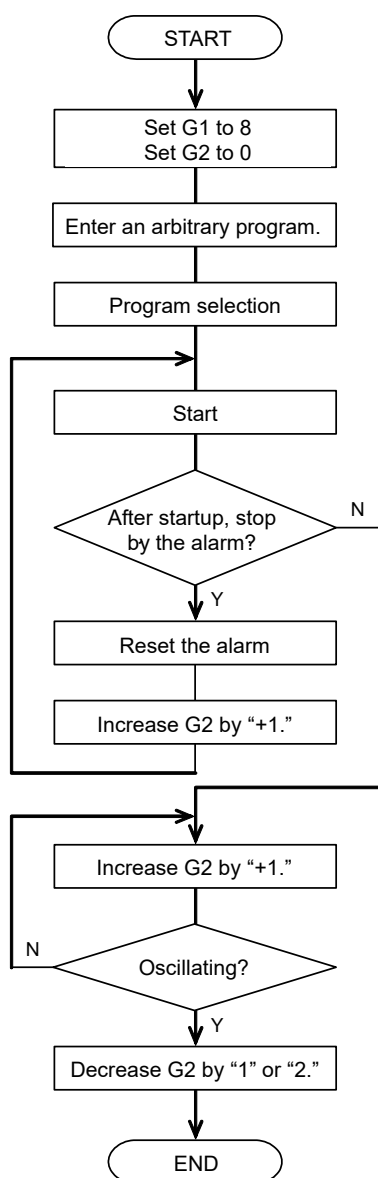 START
Set G1 to 8
Set G2 to 0
Enter an arbitrary program.
Program selection
Start
After startup, stop
by the alarm?
N
Y
Reset the alarm
Increase G2 by “+1.”
Increase G2 by “+1.”
N
Oscillating?
Y
Decrease G2 by “1” or “2.”
END